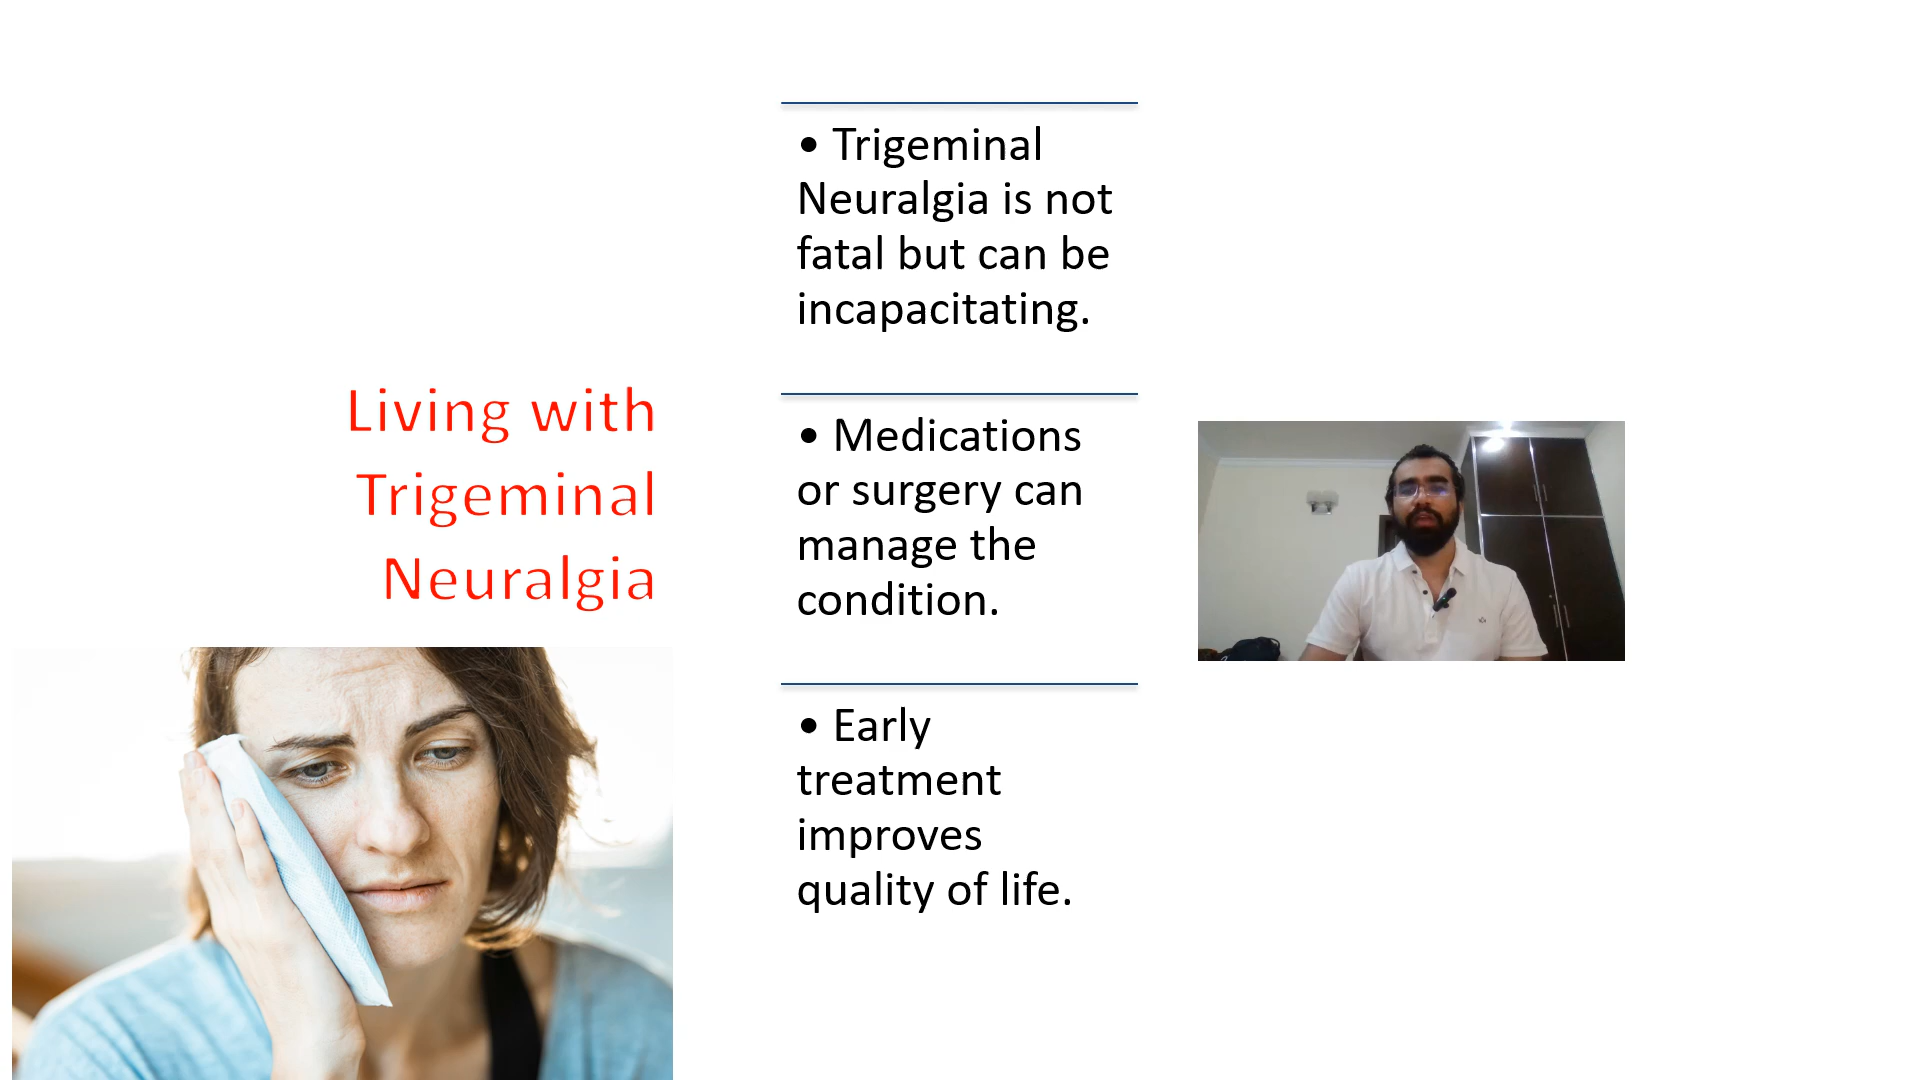 Living with
Trigeminal
Neuralgia
• Trigeminal
Neuralgia is not
fatal but can be
incapacitating.
• Medications
or surgery can
manage the
condition.
• Early
treatment
improves
quality of life.